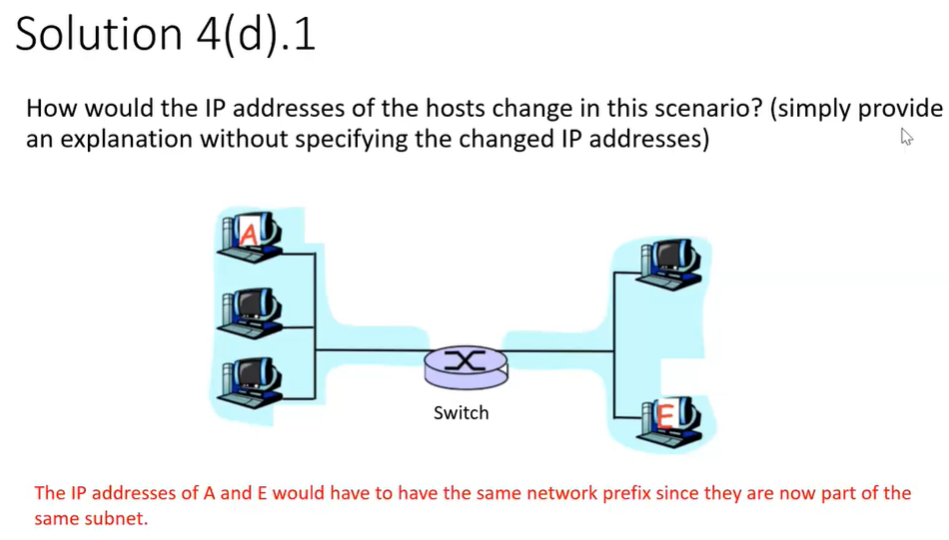 Solution 4(d).1
How would the IP addresses of the hosts change in this scenario? (simply provide
an explanation without specifying the changed IP addresses)
A
E
Switch
The IP addresses of A and E would have to have the same network prefix since they are now part of the
same subnet.